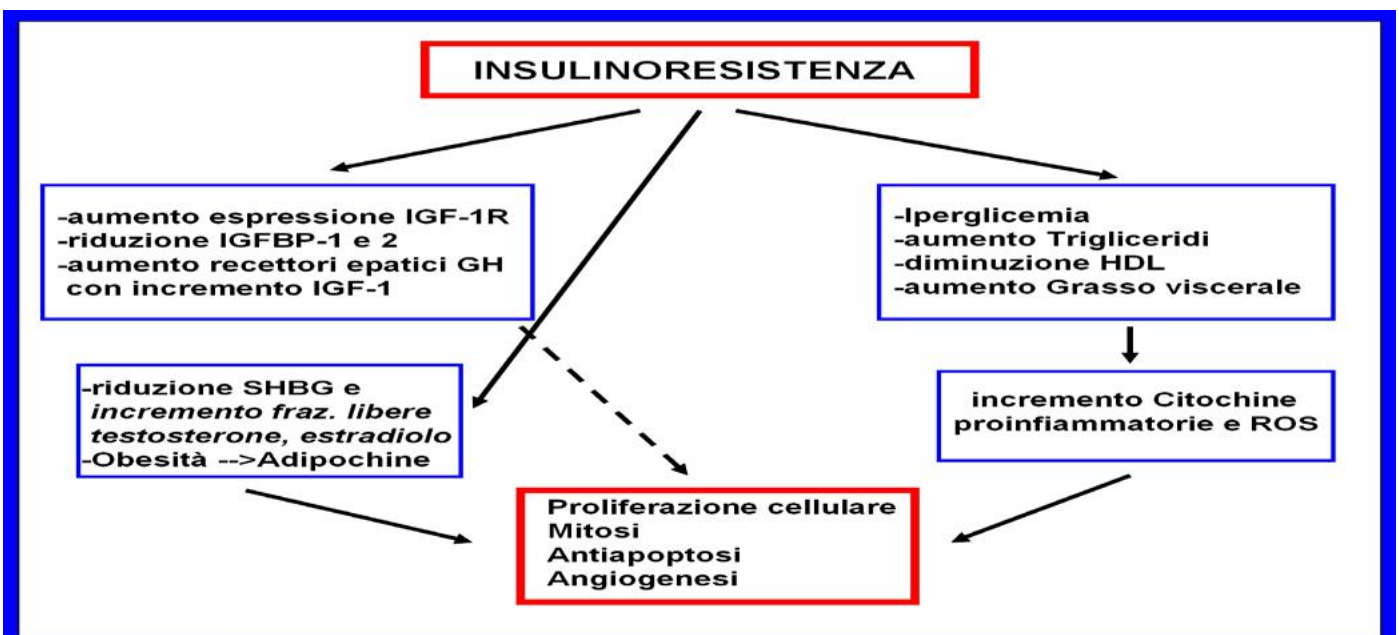 INSULINORESISTENZA
-aumento espressione IGF-1R
-riduzione IGFBP-1 e 2
-aumento recettori epatici GH
con incremento IGF-1
-Iperglicemia
-aumento Trigliceridi
-diminuzione HDL
-aumento Grasso viscerale
-riduzione SHBG e
incremento fraz. libere
testosterone, estradiolo
-Obesità -->Adipochine
incremento Citochine
proinfiammatorie e ROS
Proliferazione cellulare
Mitosi
Antiapoptosi
Angiogenesi